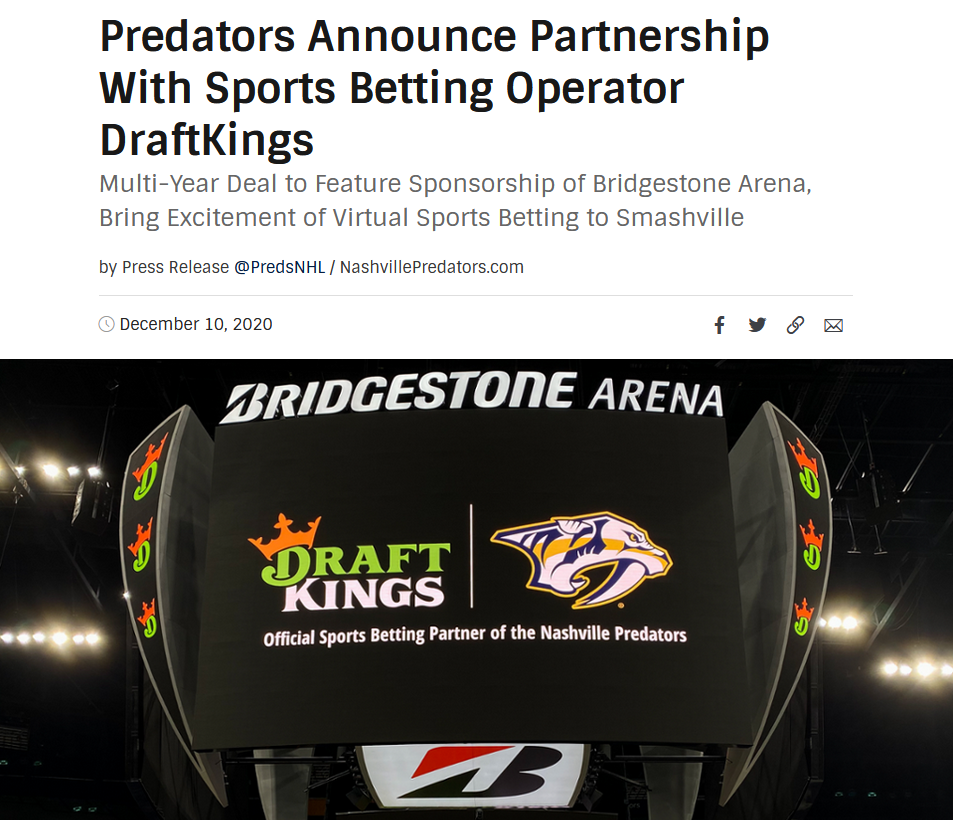 Predators Announce Partnership
With Sports Betting Operator
DraftKings
Multi-Year Deal to Feature Sponsorship of Bridgestone Arena,
Bring Excitement of Virtual Sports Betting to Smashville
by Press Release @PredsNHL / NashvillePredators.com
December 10, 2020
BRIDGESTONE ARENA
DRAFT
KINGS
Official Sports Betting Partner of the Nashville Predators